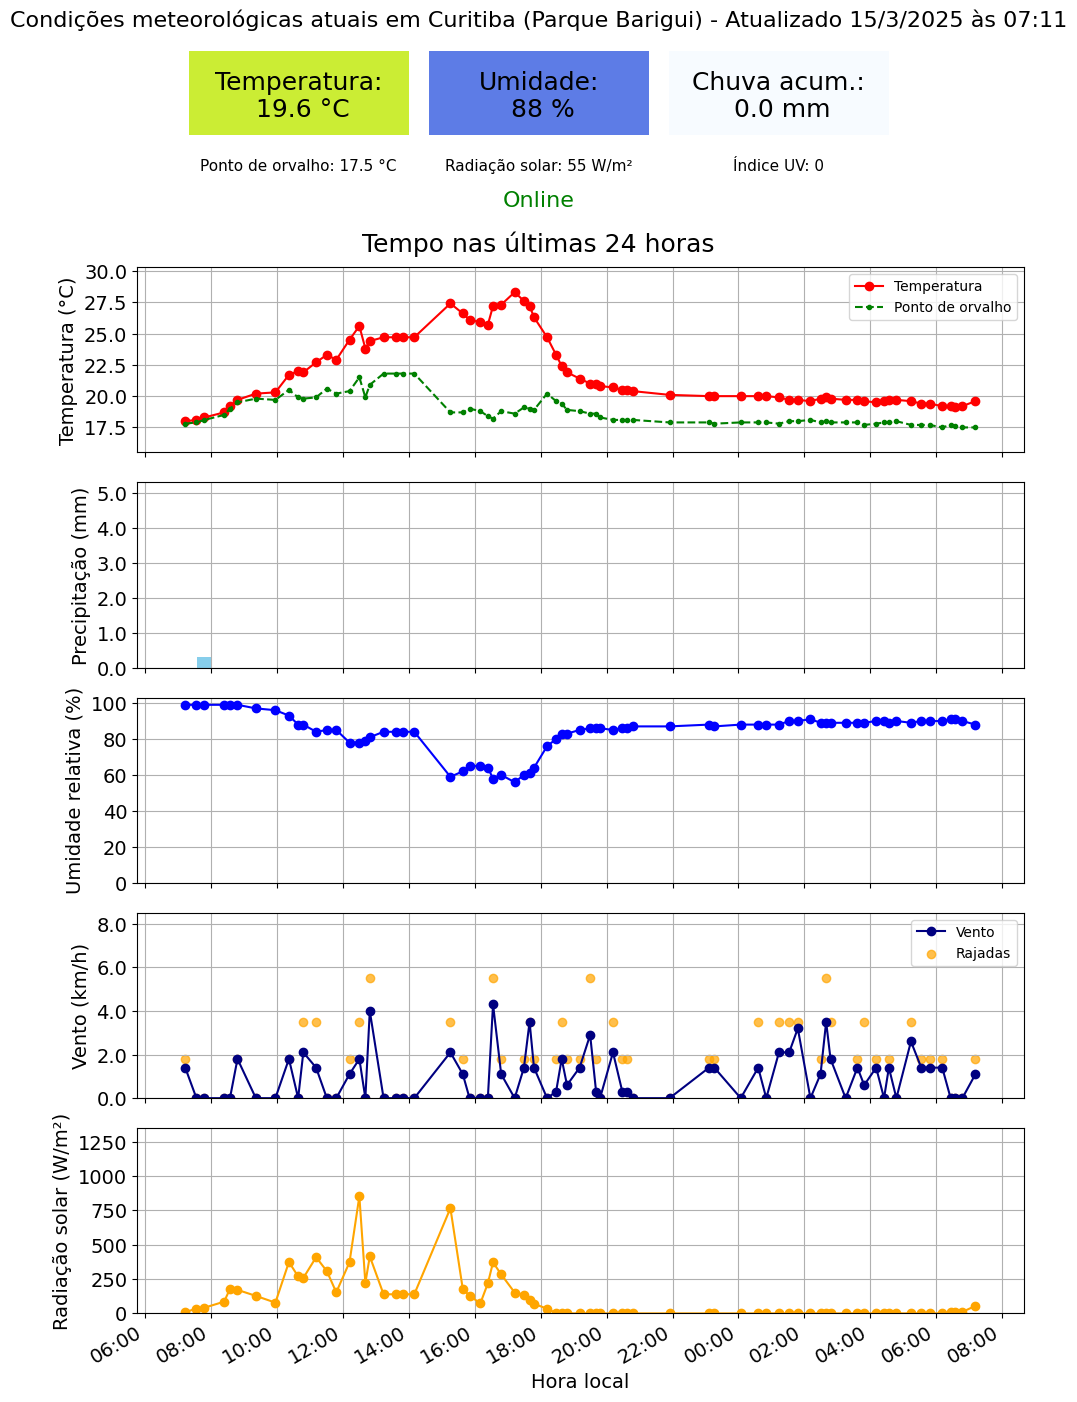 Condições meteorológicas atuais em Curitiba (Parque Barigui) - Atualizado 15/3/2025 às 07:11
Temperatura:
19.6 °C
Umidade:
88 %
Chuva acum.:
0.0 mm
Ponto de orvalho: 17.5 °C
Radiação solar: 55 W/m²
Índice UV: 0
Online
Tempo nas últimas 24 horas
Temperatura (°C)
30.0
27.5
25.0
22.5
20.0
17.5
Temperatura
Ponto de orvalho
Precipitação (mm)
5.0
4.0
3.0
2.0
1.0
0.0
Umidade relativa (%)
100
80
60
40
20
0
Vento (km/h)
8.0
6.0
4.0
2.0
0.0
Vento
Rajadas
Radiação solar (W/m²)
1250
1000
750
500
250
0
06:00
08:00
10:00
12:00
14:00
16:00
18:00
20:00
22:00
00:00
02:00
04:00
06:00
08:00
Hora local